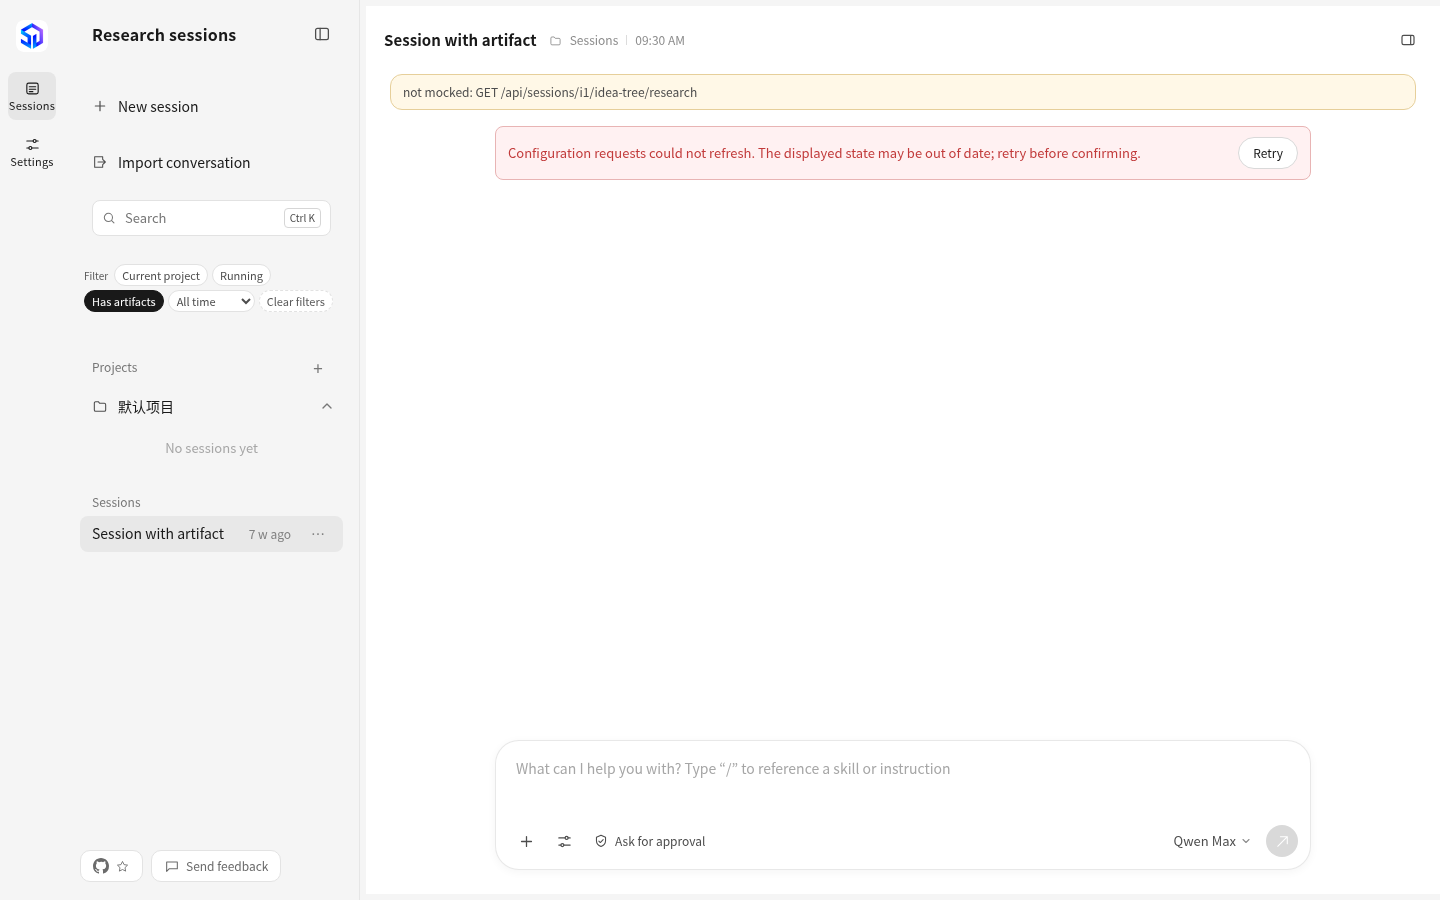 Research sessions
Sessions
Settings
New session
Import conversation
Search Ctrl K
Filter Current project Running
Has artifacts All time Clear filters
Projects
默认项目
No sessions yet
Sessions
Session with artifact 7 w ago
Send feedback
Session with artifact Sessions 09:30 AM
not mocked: GET /api/sessions/i1/idea-tree/research
Configuration requests could not refresh. The displayed state may be out of date; retry before confirming. Retry
What can I help you with? Type “/” to reference a skill or instruction
Ask for approval Qwen Max